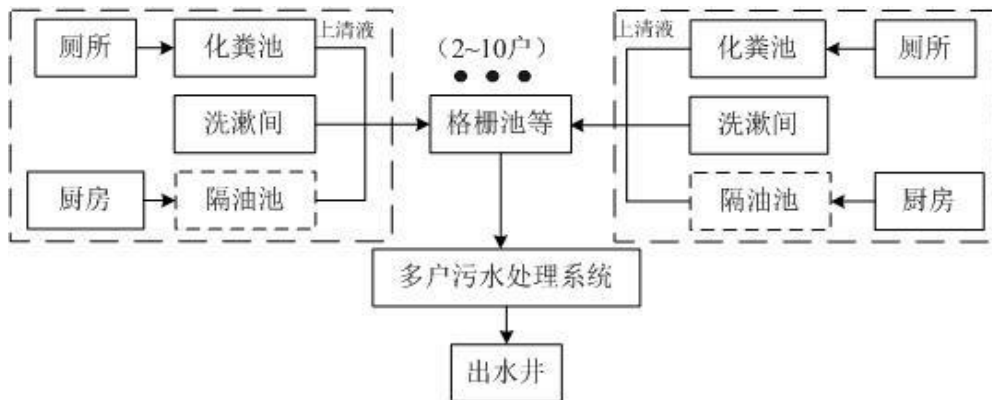 厕所
化粪池
上清液
洗漱间
厨房
隔油池
（2~10户）
格栅池等
上清液
化粪池
厕所
洗漱间
隔油池
厨房
多户污水处理系统
出水井